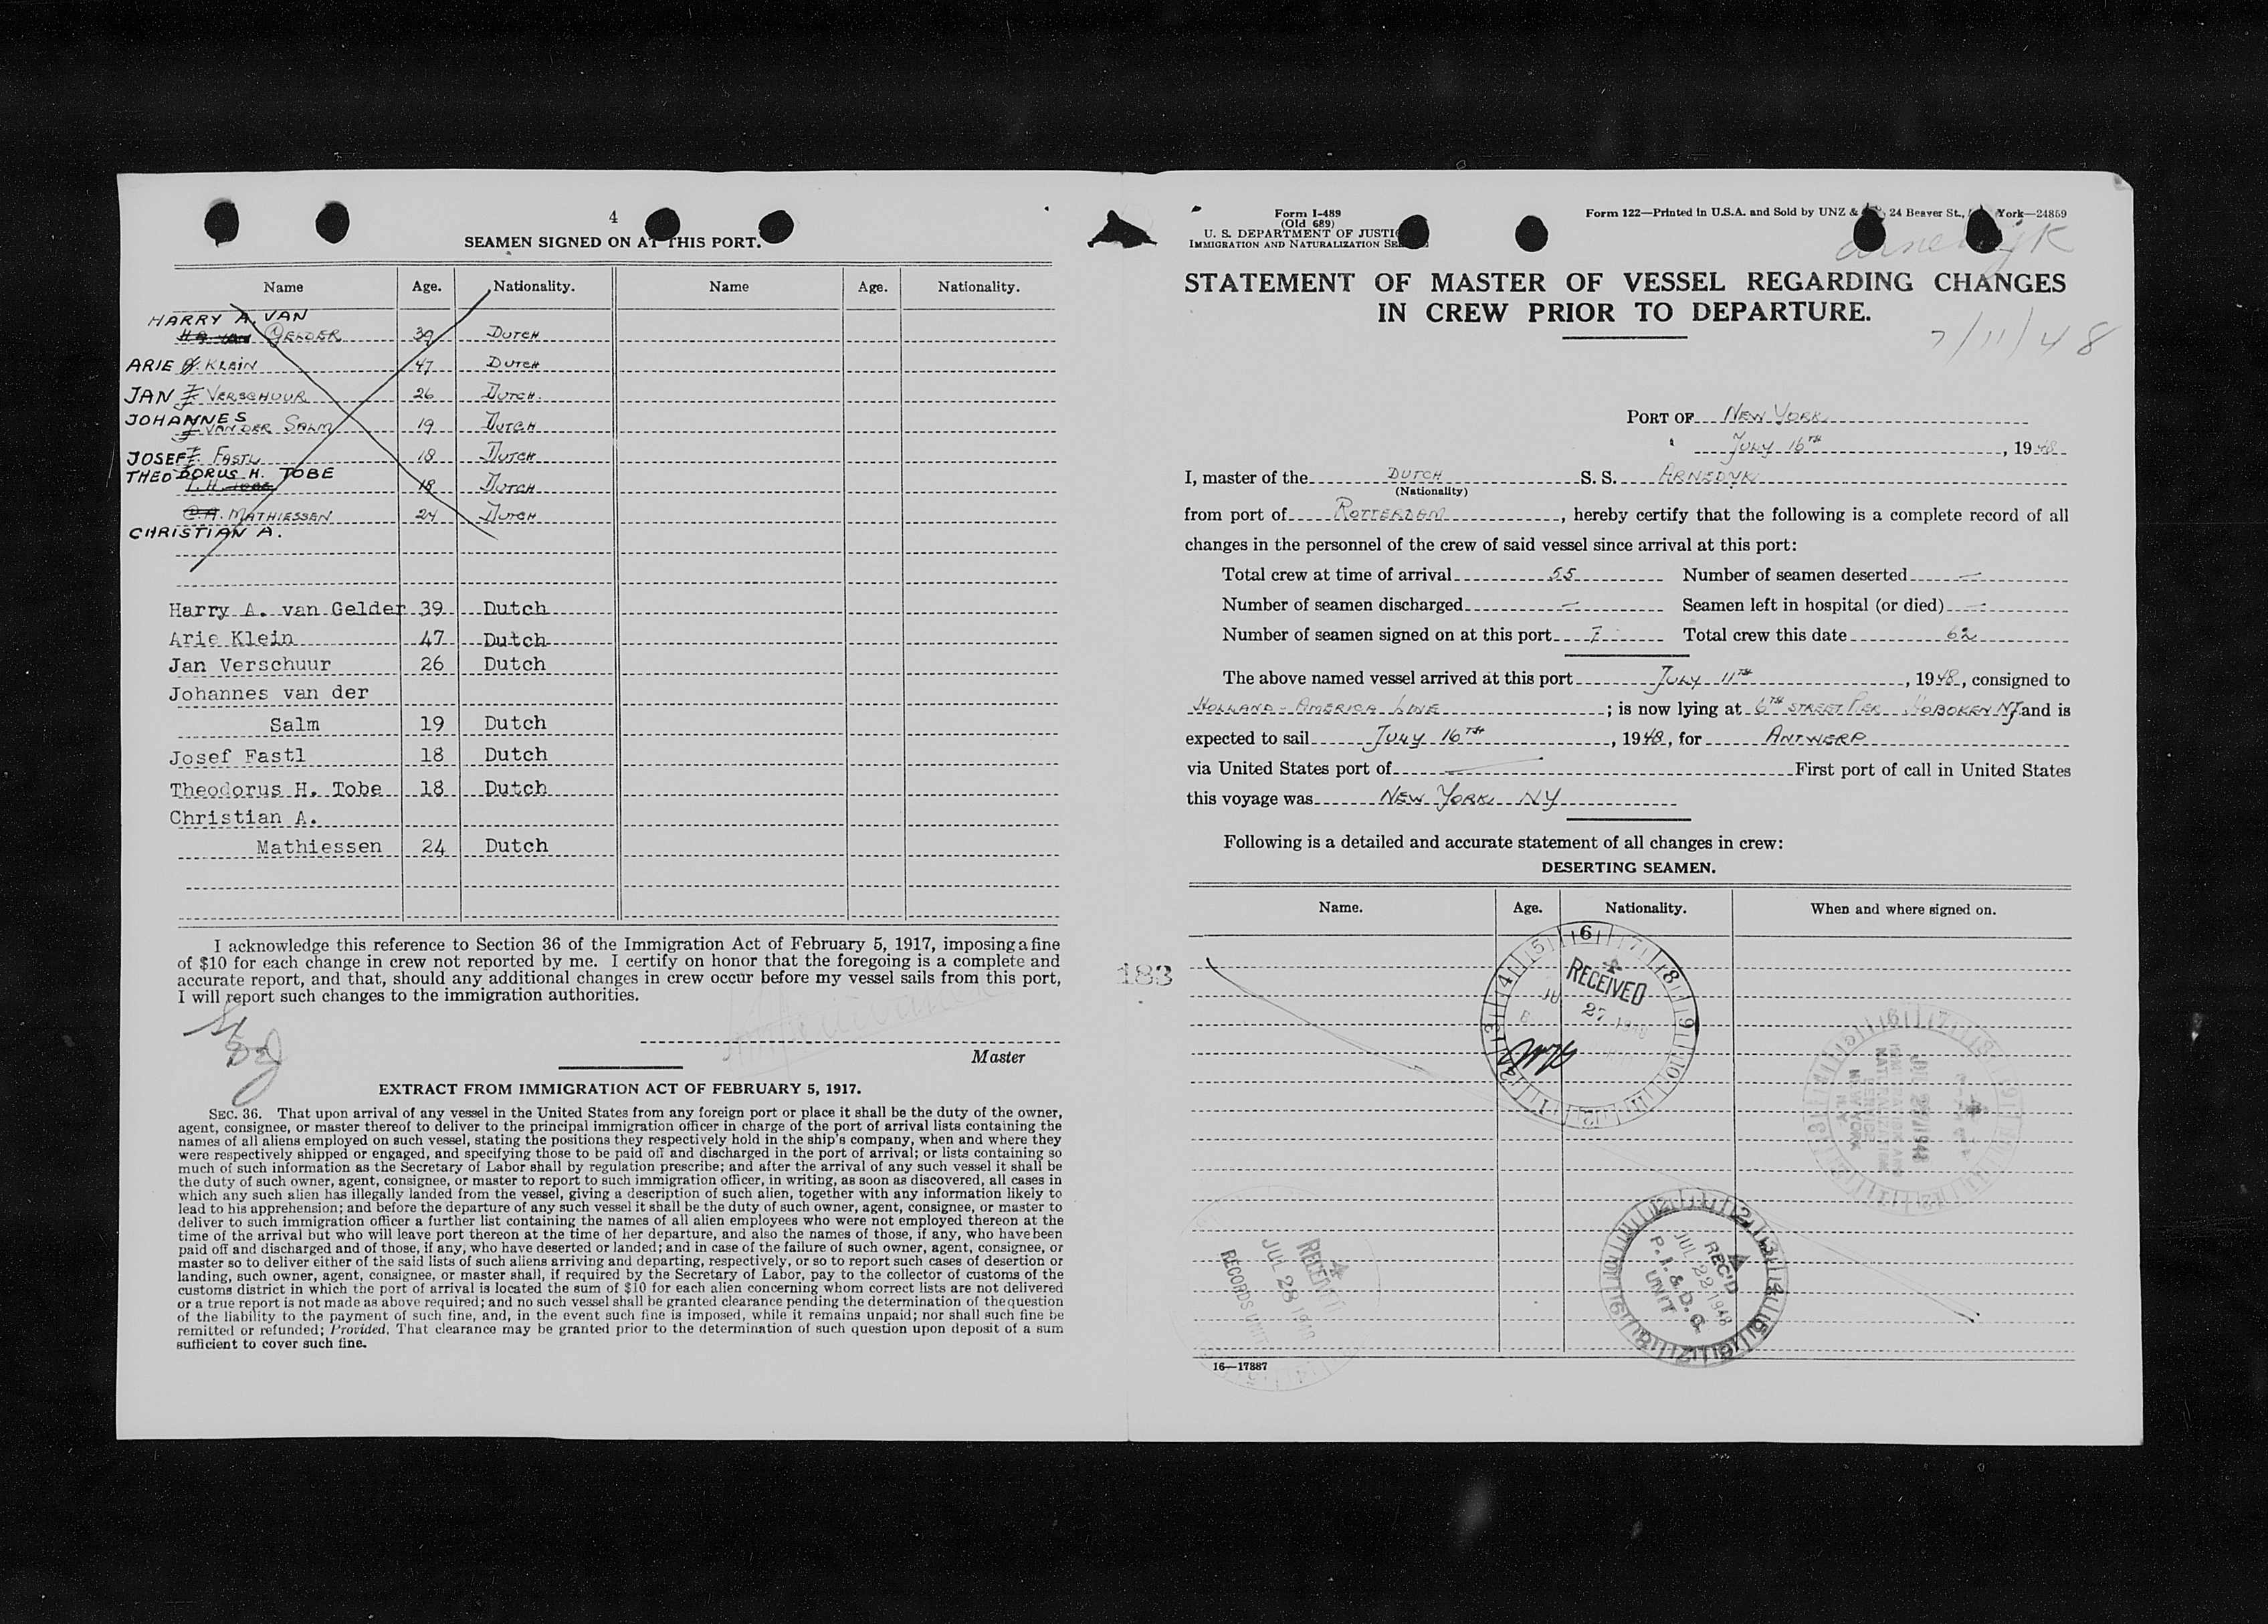 4
SEAMEN SIGNED ON AT THIS PORT.
Name Age. Nationality. Name Age. Nationality.
HARRY A. VAN
GELDER 39 DUTCH
ARIE KLEIN 47 DUTCH
JAN VERSCHUUR 26 DUTCH.
JOHANNES
VAN DER SALM 19 DUTCH
JOSEF FASTL 18 DUTCH
THEODORUS H. TOBE
T. H. TOBE 18 DUTCH
C.A. MATHIESSEN 24 DUTCH
CHRISTIAN A.
Harry A. van Gelder 39 Dutch
Arie Klein 47 Dutch
Jan Verschuur 26 Dutch
Johannes van der
Salm 19 Dutch
Josef Fastl 18 Dutch
Theodorus H. Tobe 18 Dutch
Christian A.
Mathiessen 24 Dutch
I acknowledge this reference to Section 36 of the Immigration Act of February 5, 1917, imposing a fine
of $10 for each change in crew not reported by me. I certify on honor that the foregoing is a complete and
accurate report, and that, should any additional changes in crew occur before my vessel sails from this port,
I will report such changes to the immigration authorities.
Master
EXTRACT FROM IMMIGRATION ACT OF FEBRUARY 5, 1917.
SEC. 36. That upon arrival of any vessel in the United States from any foreign port or place it shall be the duty of the owner,
agent, consignee, or master thereof to deliver to the principal immigration officer in charge of the port of arrival lists containing the
names of all aliens employed on such vessel, stating the positions they respectively hold in the ship's company, when and where they
were respectively shipped or engaged, and specifying those to be paid off and discharged in the port of arrival; or lists containing so
much of such information as the Secretary of Labor shall by regulation prescribe; and after the arrival of any such vessel it shall be
the duty of such owner, agent, consignee, or master to report to such immigration officer, in writing, as soon as discovered, all cases in
which any such alien has illegally landed from the vessel, giving a description of such alien, together with any information likely to
lead to his apprehension; and before the departure of any such vessel it shall be the duty of such owner, agent, consignee, or master to
deliver to such immigration officer a further list containing the names of all alien employees who were not employed thereon at the
time of the arrival but who will leave port thereon at the time of her departure, and also the names of those, if any, who have been
paid off and discharged and of those, if any, who have deserted or landed; and in case of the failure of such owner, agent, consignee, or
master so to deliver either of the said lists of such aliens arriving and departing, respectively, or so to report such cases of desertion or
landing, such owner, agent, consignee, or master shall, if required by the Secretary of Labor, pay to the collector of customs of the
customs district in which the port of arrival is located the sum of $10 for each alien concerning whom correct lists are not delivered
or a true report is not made as above required; and no such vessel shall be granted clearance pending the determination of the question
of the liability to the payment of such fine, and, in the event such fine is imposed, while it remains unpaid; nor shall such fine be
remitted or refunded; Provided, That clearance may be granted prior to the determination of such question upon deposit of a sum
sufficient to cover such fine.
183
Form I-489
(Old 689)
U. S. DEPARTMENT OF JUSTIC
IMMIGRATION AND NATURALIZATION SE
Form 122—Printed in U.S.A. and Sold by UNZ & 24 Beaver St., York—24859
Arnedyk
7/11/48
STATEMENT OF MASTER OF VESSEL REGARDING CHANGES
IN CREW PRIOR TO DEPARTURE.
PORT OF NEW YORK
JULY 16TH, 1948
I, master of the DUTCH S. S. ARNEDYK
(Nationality)
from port of ROTTERDAM, hereby certify that the following is a complete record of all
changes in the personnel of the crew of said vessel since arrival at this port:
Total crew at time of arrival 55 Number of seamen deserted —
Number of seamen discharged — Seamen left in hospital (or died) —
Number of seamen signed on at this port 7 Total crew this date 62
The above named vessel arrived at this port JULY 11TH, 1948, consigned to
HOLLAND-AMERICA LINE; is now lying at 6TH STREET PIER HOBOKEN NJ and is
expected to sail JULY 16TH, 1948, for ANTWERP
via United States port of — First port of call in United States
this voyage was NEW YORK, NY
Following is a detailed and accurate statement of all changes in crew:
DESERTING SEAMEN.
Name. Age. Nationality. When and where signed on.
RECEIVED
27 1948
IMMIGRATION AND
NATURALIZATION
SERVICE
NEW YORK
N.Y.
REC'D
JUL 22 1948
P. I. & D. Q.
UNIT
RECEIVED
JUL 28 1948
RECORDS UNIT
16—17887